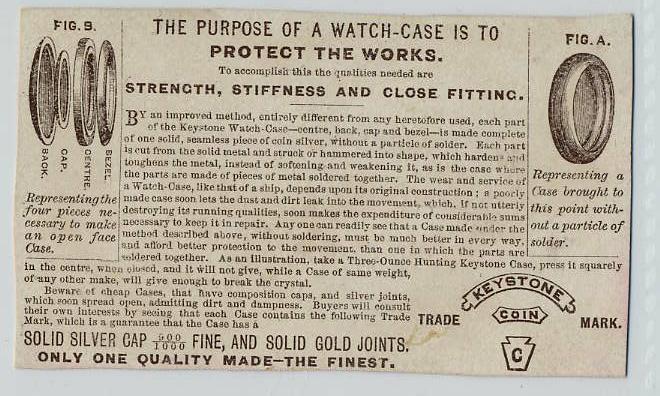 FIG. B.
BACK.
CAP.
CENTRE.
BEZEL.
Representing the
four pieces ne-
cessary to make
an open face
Case.
THE PURPOSE OF A WATCH-CASE IS TO
PROTECT THE WORKS.
To accomplish this the qualities needed are
STRENGTH, STIFFNESS AND CLOSE FITTING.
FIG. A.
Representing a
Case brought to
this point with-
out a particle of
solder.
BY an improved method, entirely different from any heretofore used, each part
of the Keystone Watch-Case—centre, back, cap and bezel—is made complete
of one solid, seamless piece of coin silver, without a particle of solder. Each part
is cut from the solid metal and struck or hammered into shape, which hardens and
toughens the metal, instead of softening and weakening it, as is the case where
the parts are made of pieces of metal soldered together. The wear and service of
a Watch-Case, like that of a ship, depends upon its original construction; a poorly
made case soon lets the dust and dirt leak into the movement, which, if not utterly
destroying its running qualities, soon makes the expenditure of considerable sums
necessary to keep it in repair. Any one can readily see that a Case made under the
method described above, without soldering, must be much better in every way,
and afford better protection to the movement, than one in which the parts are
soldered together. As an illustration, take a Three-Ounce Hunting Keystone Case, press it squarely
in the centre, when closed, and it will not give, while a Case of same weight,
of any other make, will give enough to break the crystal.
Beware of cheap Cases, that have composition caps, and silver joints,
which soon spread open, admitting dirt and dampness. Buyers will consult
their own interests by seeing that each Case contains the following Trade
Mark, which is a guarantee that the Case has a
SOLID SILVER CAP 900/1000 FINE, AND SOLID GOLD JOINTS.
ONLY ONE QUALITY MADE—THE FINEST.
TRADE
KEYSTONE
COIN
C
MARK.